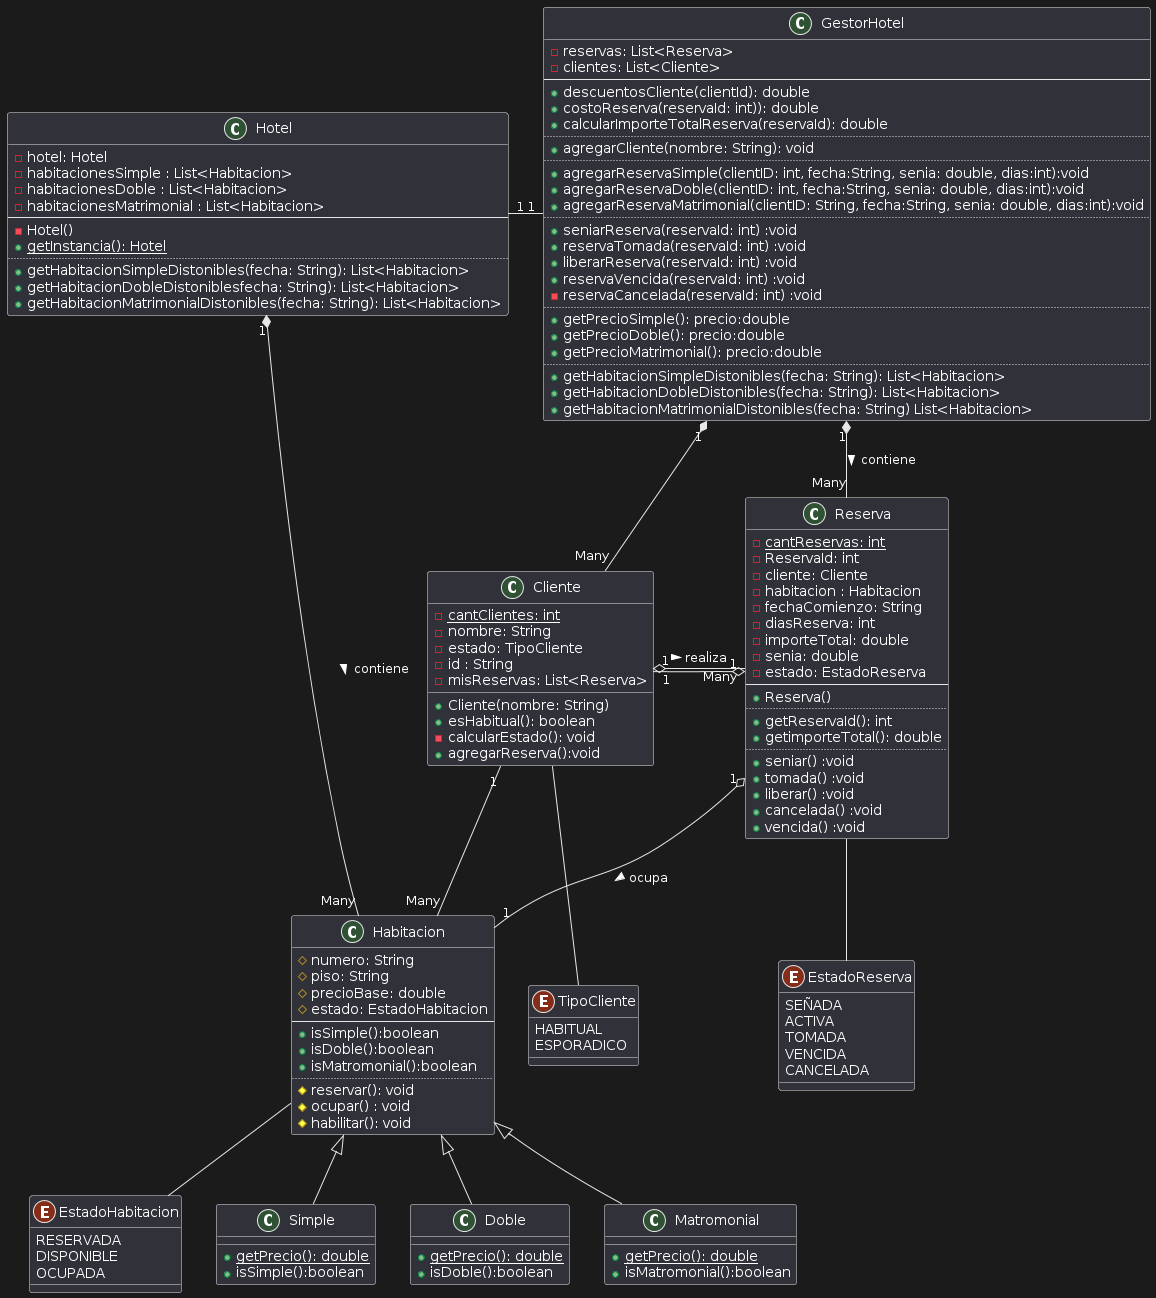 C GestorHotel
reservas: List<Reserva>
clientes: List<Cliente>
descuentosCliente(clientId): double
costoReserva(reservaId: int)): double
calcularImporteTotalReserva(reservaId): double
agregarCliente(nombre: String): void
agregarReservaSimple(clientID: int, fecha:String, senia: double, dias:int):void
agregarReservaDoble(clientID: int, fecha:String, senia: double, dias:int):void
agregarReservaMatrimonial(clientID: String, fecha:String, senia: double, dias:int):void
seniarReserva(reservaId: int) :void
reservaTomada(reservaId: int) :void
liberarReserva(reservaId: int) :void
reservaVencida(reservaId: int) :void
reservaCancelada(reservaId: int) :void
getPrecioSimple(): precio:double
getPrecioDoble(): precio:double
getPrecioMatrimonial(): precio:double
getHabitacionSimpleDistonibles(fecha: String): List<Habitacion>
getHabitacionDobleDistonibles(fecha: String): List<Habitacion>
getHabitacionMatrimonialDistonibles(fecha: String) List<Habitacion>
C Hotel
hotel: Hotel
habitacionesSimple : List<Habitacion>
habitacionesDoble : List<Habitacion>
habitacionesMatrimonial : List<Habitacion>
Hotel()
getInstancia(): Hotel
getHabitacionSimpleDistonibles(fecha: String): List<Habitacion>
getHabitacionDobleDistoniblesfecha: String): List<Habitacion>
getHabitacionMatrimonialDistonibles(fecha: String): List<Habitacion>
1 1
1
1
1
contiene
Many
Many
C Reserva
cantReservas: int
ReservaId: int
cliente: Cliente
habitacion : Habitacion
fechaComienzo: String
diasReserva: int
importeTotal: double
senia: double
estado: EstadoReserva
Reserva()
getReservaId(): int
getimporteTotal(): double
seniar() :void
tomada() :void
liberar() :void
cancelada() :void
vencida() :void
C Cliente
cantClientes: int
nombre: String
estado: TipoCliente
id : String
misReservas: List<Reserva>
Cliente(nombre: String)
esHabitual(): boolean
calcularEstado(): void
agregarReserva():void
1 realiza 1
1 Many
contiene
1
1
ocupa
Many
Many
1
C Habitacion
numero: String
piso: String
precioBase: double
estado: EstadoHabitacion
isSimple():boolean
isDoble():boolean
isMatromonial():boolean
reservar(): void
ocupar() : void
habilitar(): void
E TipoCliente
HABITUAL
ESPORADICO
E EstadoReserva
SEÑADA
ACTIVA
TOMADA
VENCIDA
CANCELADA
E EstadoHabitacion
RESERVADA
DISPONIBLE
OCUPADA
C Simple
getPrecio(): double
isSimple():boolean
C Doble
getPrecio(): double
isDoble():boolean
C Matromonial
getPrecio(): double
isMatromonial():boolean